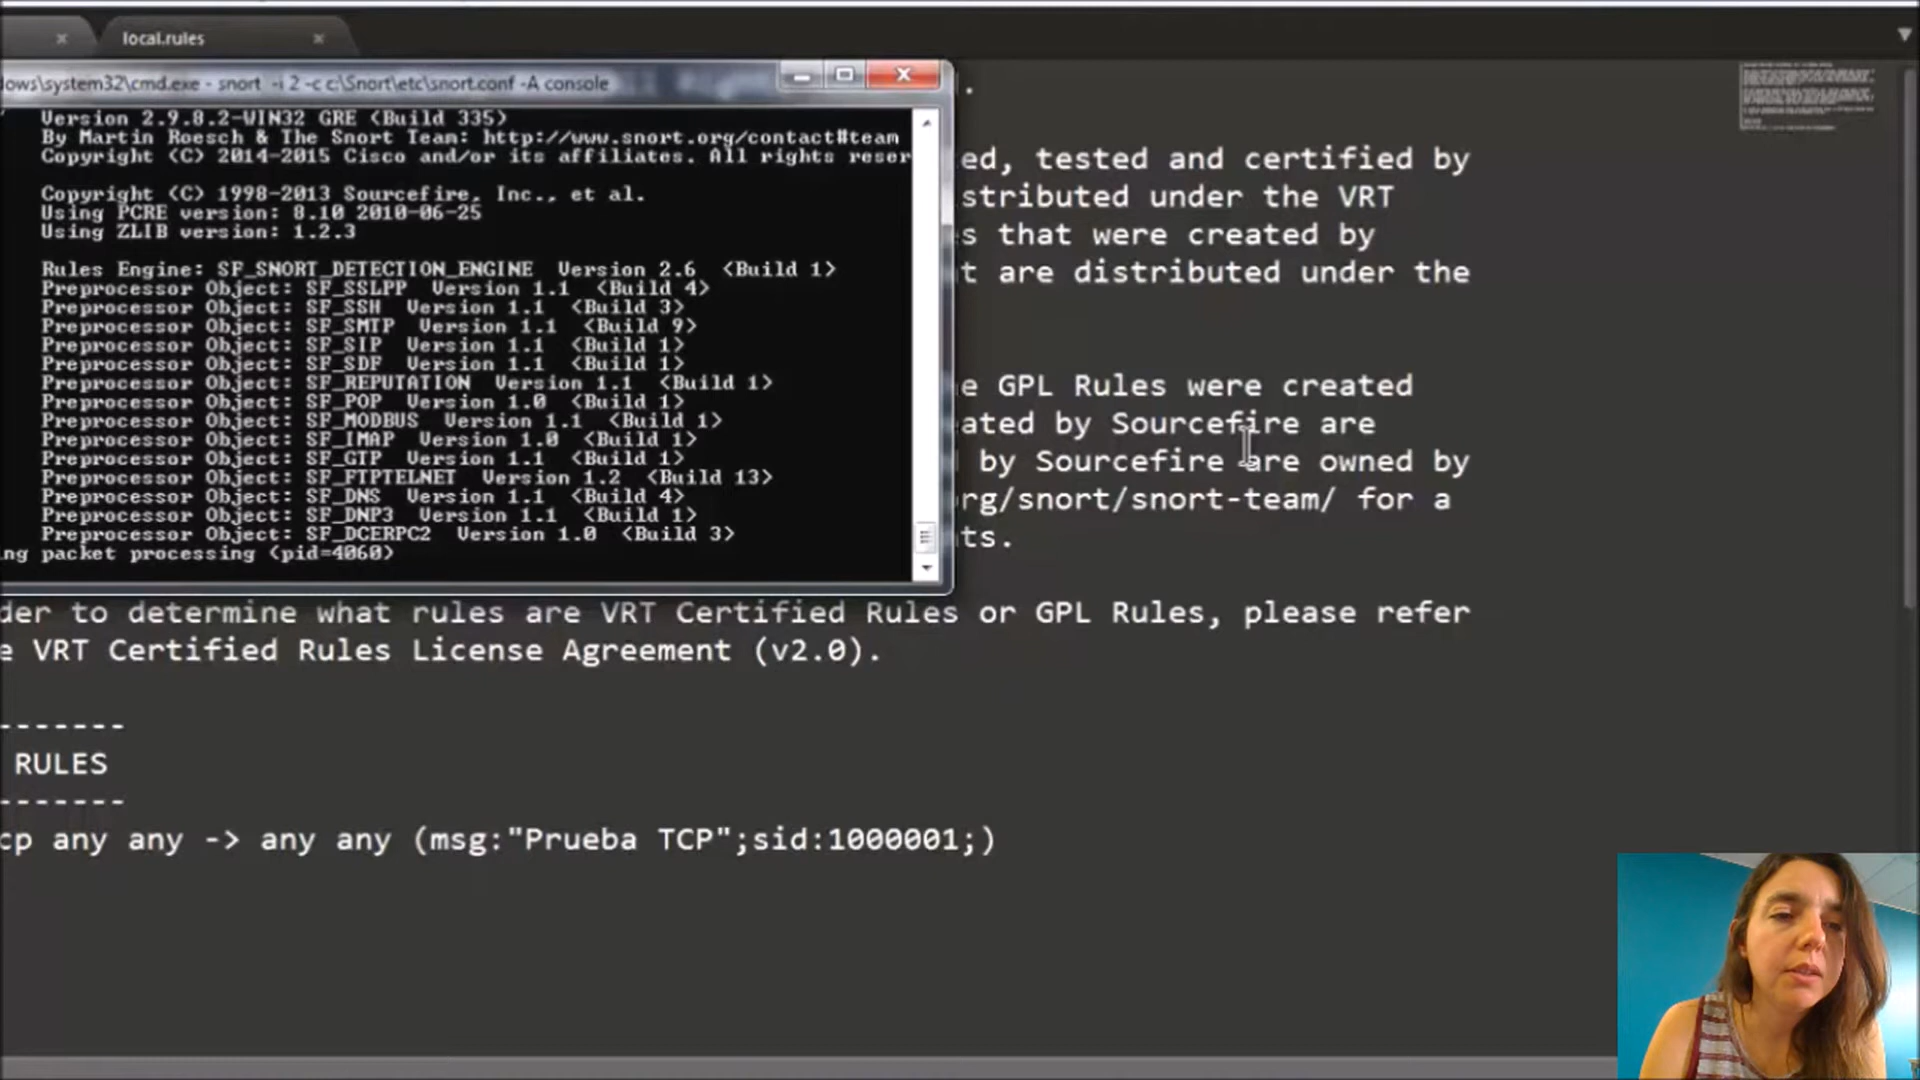 local.rules
dows\system32\cmd.exe - snort -i 2 -c c:\Snort\etc\snort.conf -A console
Version 2.9.8.2-WIN32 GRE (Build 335)
By Martin Roesch & The Snort Team: http://www.snort.org/contact#team
Copyright (C) 2014-2015 Cisco and/or its affiliates. All rights reser
Copyright (C) 1998-2013 Sourcefire, Inc., et al.
Using PCRE version: 8.10 2010-06-25
Using ZLIB version: 1.2.3
Rules Engine: SF_SNORT_DETECTION_ENGINE Version 2.6 <Build 1>
Preprocessor Object: SF_SSLPP Version 1.1 <Build 4>
Preprocessor Object: SF_SSH Version 1.1 <Build 3>
Preprocessor Object: SF_SMTP Version 1.1 <Build 9>
Preprocessor Object: SF_SIP Version 1.1 <Build 1>
Preprocessor Object: SF_SDF Version 1.1 <Build 1>
Preprocessor Object: SF_REPUTATION Version 1.1 <Build 1>
Preprocessor Object: SF_POP Version 1.0 <Build 1>
Preprocessor Object: SF_MODBUS Version 1.1 <Build 1>
Preprocessor Object: SF_IMAP Version 1.0 <Build 1>
Preprocessor Object: SF_GTP Version 1.1 <Build 1>
Preprocessor Object: SF_FTPTELNET Version 1.2 <Build 13>
Preprocessor Object: SF_DNS Version 1.1 <Build 4>
Preprocessor Object: SF_DNP3 Version 1.1 <Build 1>
Preprocessor Object: SF_DCERPC2 Version 1.0 <Build 3>
ng packet processing (pid=4060)
ed, tested and certified by
stributed under the VRT
s that were created by
t are distributed under the
e GPL Rules were created
ated by Sourcefire are
by Sourcefire are owned by
rg/snort/snort-team/ for a
ts.
der to determine what rules are VRT Certified Rules or GPL Rules, please refer
e VRT Certified Rules License Agreement (v2.0).
-------
RULES
-------
cp any any -> any any (msg:"Prueba TCP";sid:1000001;)